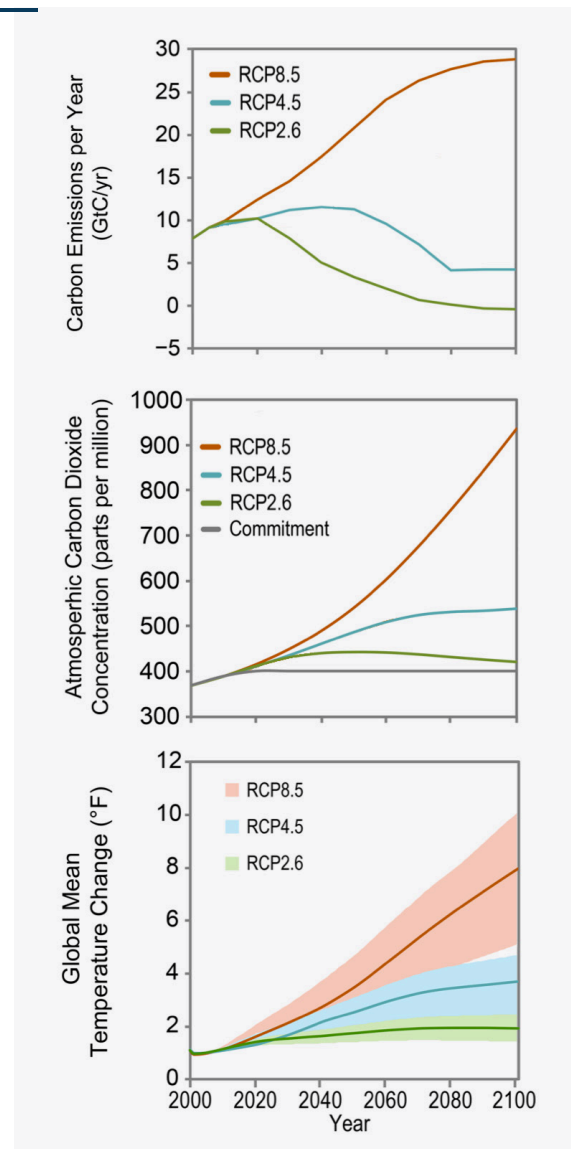 Carbon Emissions per Year
(GtC/yr)
30
25
20
15
10
5
0
−5
RCP8.5
RCP4.5
RCP2.6
Atmosperhic Carbon Dioxide
Concentration (parts per million)
1000
900
800
700
600
500
400
300
RCP8.5
RCP4.5
RCP2.6
Commitment
Global Mean
Temperature Change (°F)
12
10
8
6
4
2
0
RCP8.5
RCP4.5
RCP2.6
2000 2020 2040 2060 2080 2100
Year